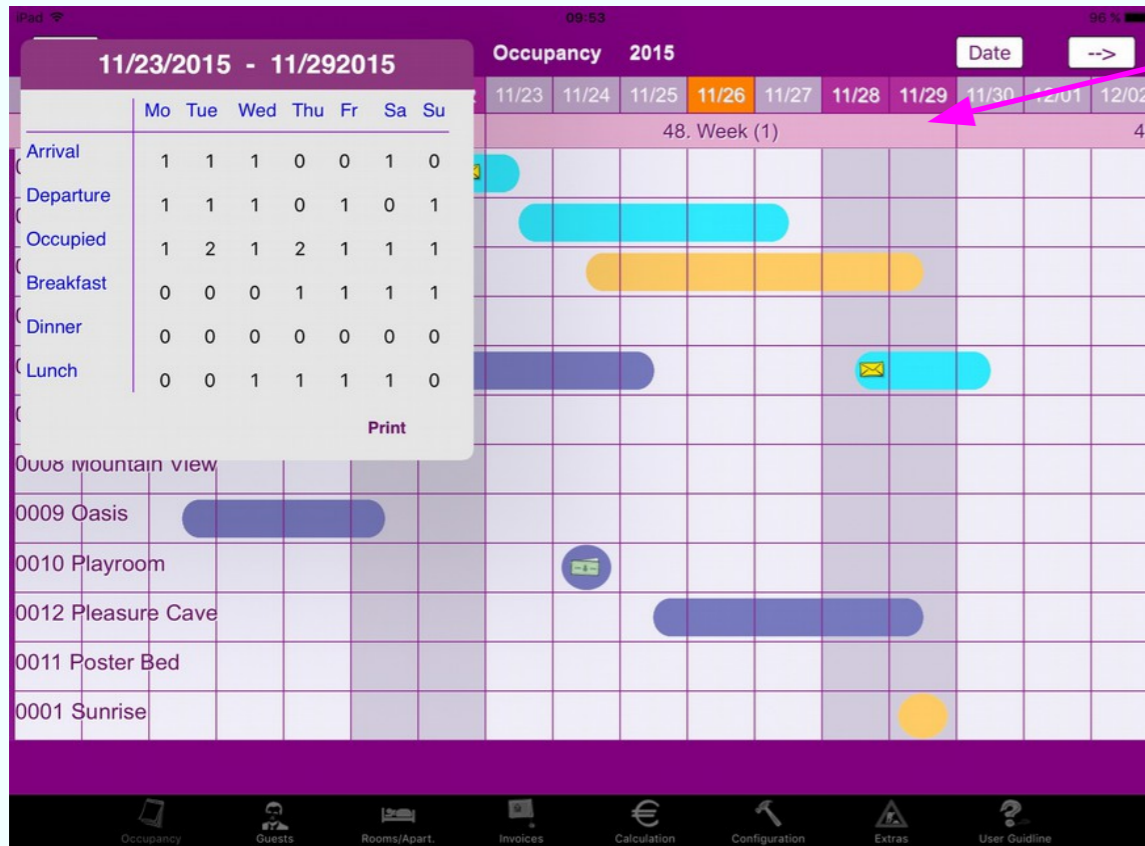 iPad 09:53 96 %
Occupancy 2015 Date -->
11/23/2015 - 11/292015
11/23 11/24 11/25 11/26 11/27 11/28 11/29 11/30 12/01 12/02
48. Week (1) 4
Mo Tue Wed Thu Fr Sa Su
Arrival 1 1 1 0 0 1 0
Departure 1 1 1 0 1 0 1
Occupied 1 2 1 2 1 1 1
Breakfast 0 0 0 1 1 1 1
Dinner 0 0 0 0 0 0 0
Lunch 0 0 1 1 1 1 0
Print
0008 Mountain View
0009 Oasis
0010 Playroom
0012 Pleasure Cave
0011 Poster Bed
0001 Sunrise
Occupancy Guests Rooms/Apart. Invoices Calculation Configuration Extras User Guidline